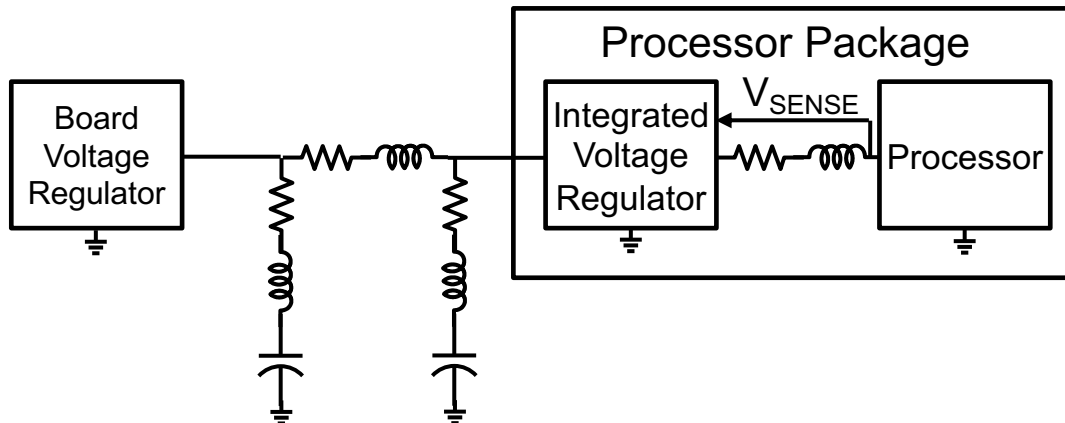 Processor Package
Board
Voltage
Regulator
Integrated
Voltage
Regulator
VSENSE
Processor